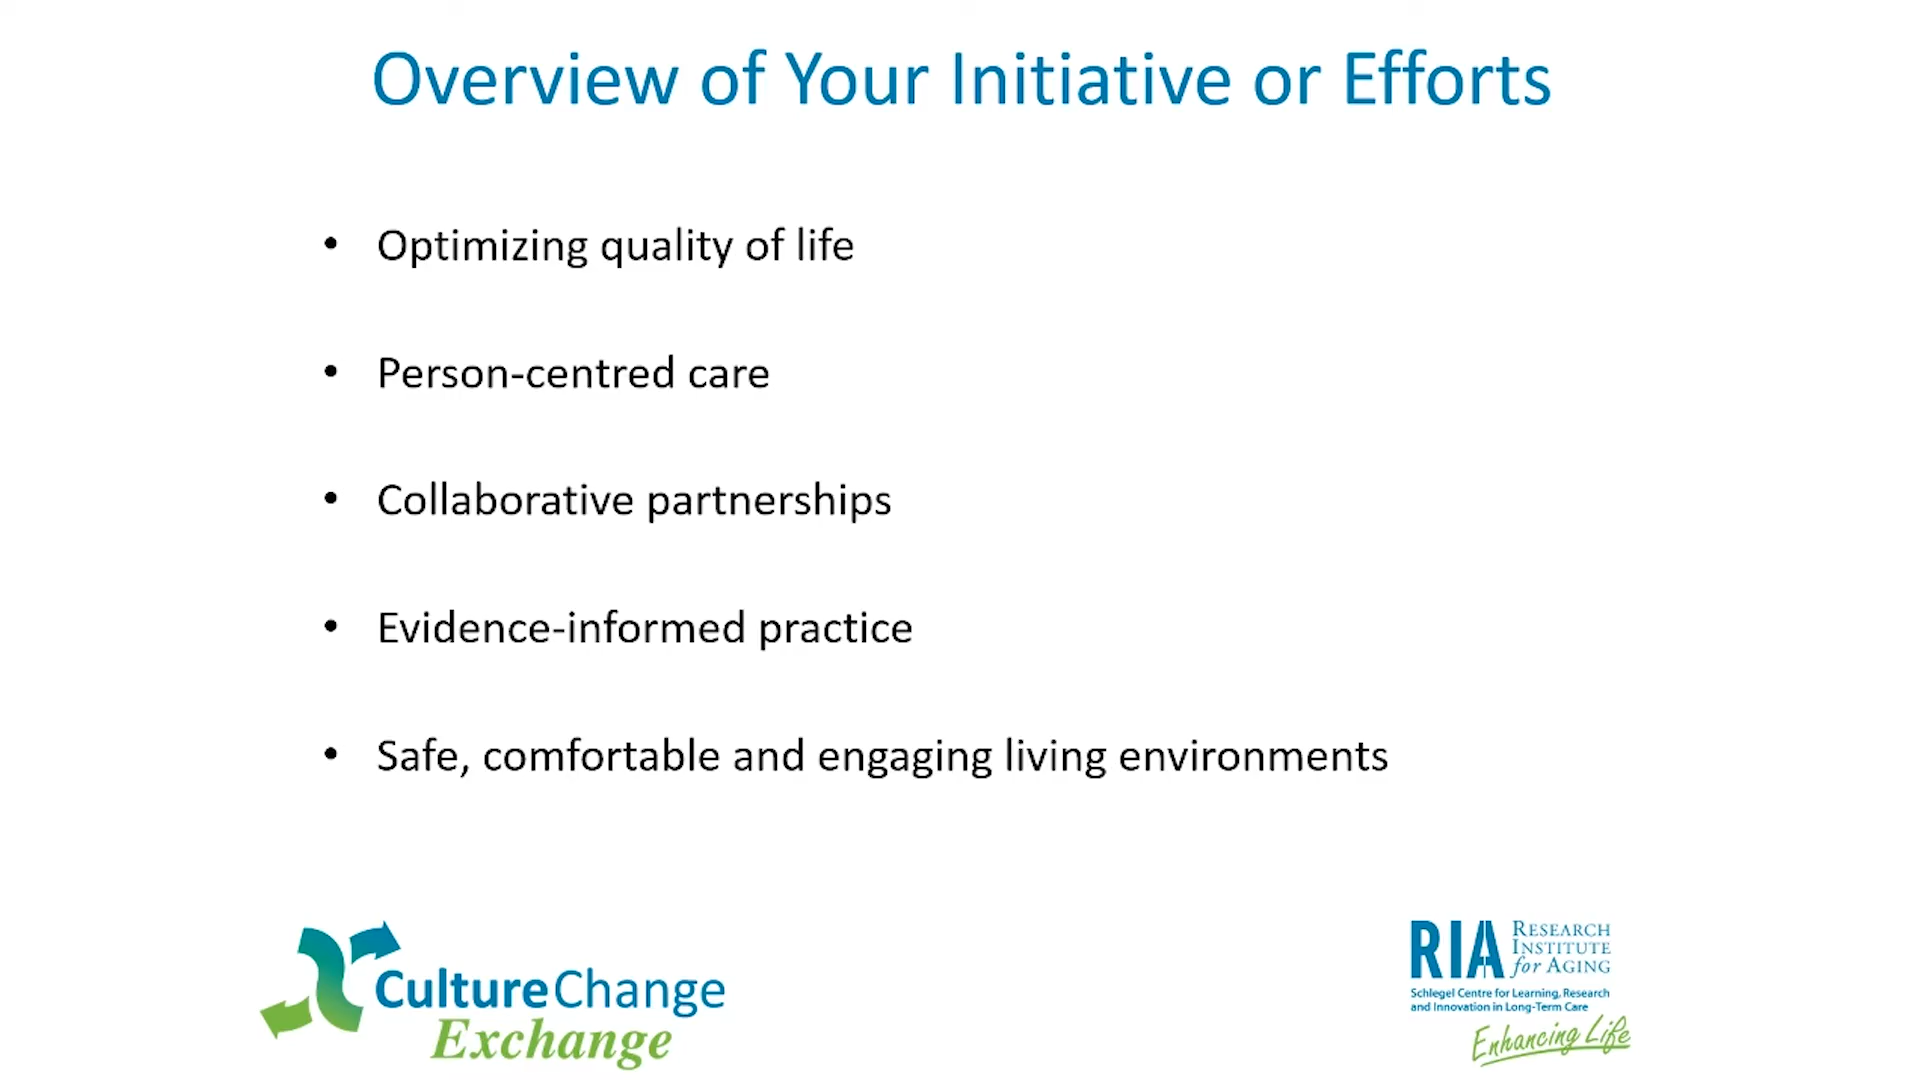 Overview of Your Initiative or Efforts
• Optimizing quality of life
• Person-centred care
• Collaborative partnerships
• Evidence-informed practice
• Safe, comfortable and engaging living environments
CultureChange
Exchange
RIA Research
Institute
for Aging
Schlegel Centre for Learning, Research
and Innovation in Long-Term Care
Enhancing Life